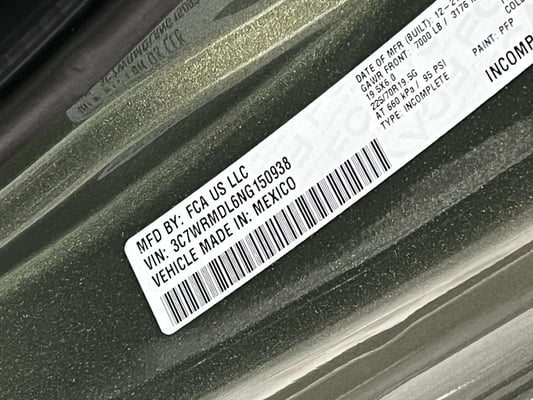 MFD BY: FCA US LLC
VIN: 3C7WRMDL6NG150938
VEHICLE MADE IN: MEXICO
DATE OF MFR (BUILT): 12-2
GAWR FRONT: 7000 LB / 3176
19.5X6.0
225/70R19.5G
AT 660 kPa / 95 PSI
TYPE: INCOMPLETE
PAINT: PFP
INCOMP